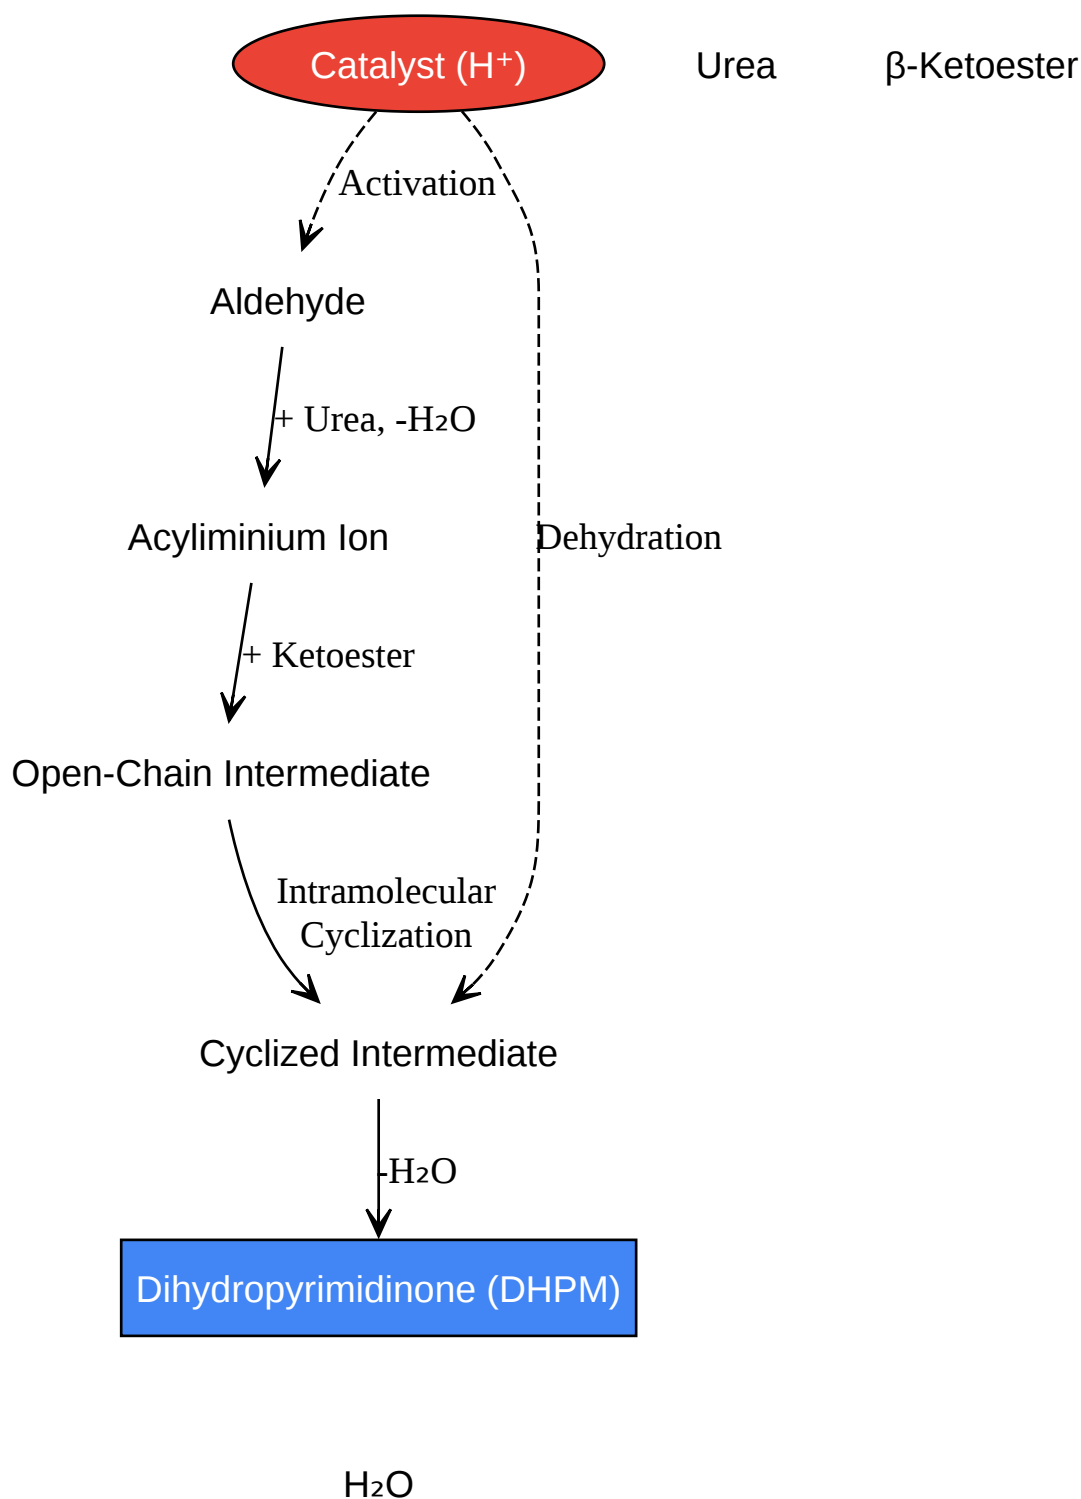 Catalyst (H⁺)
Urea
β-Ketoester
Activation
Aldehyde
+ Urea, -H₂O
Acyliminium Ion
Dehydration
+ Ketoester
Open-Chain Intermediate
Intramolecular
Cyclization
Cyclized Intermediate
-H₂O
Dihydropyrimidinone (DHPM)
H₂O